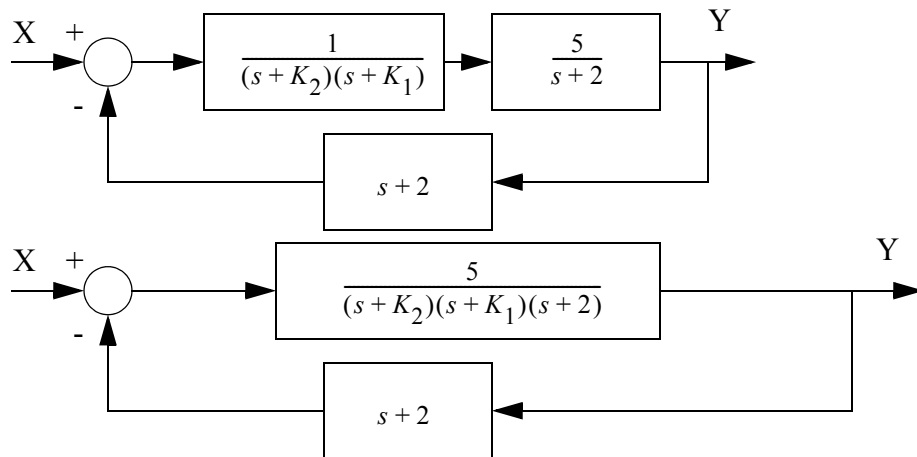 X + 1 5 Y
(s + K₂)(s + K₁) s + 2
-
s + 2
X + 5 Y
(s + K₂)(s + K₁)(s + 2)
-
s + 2